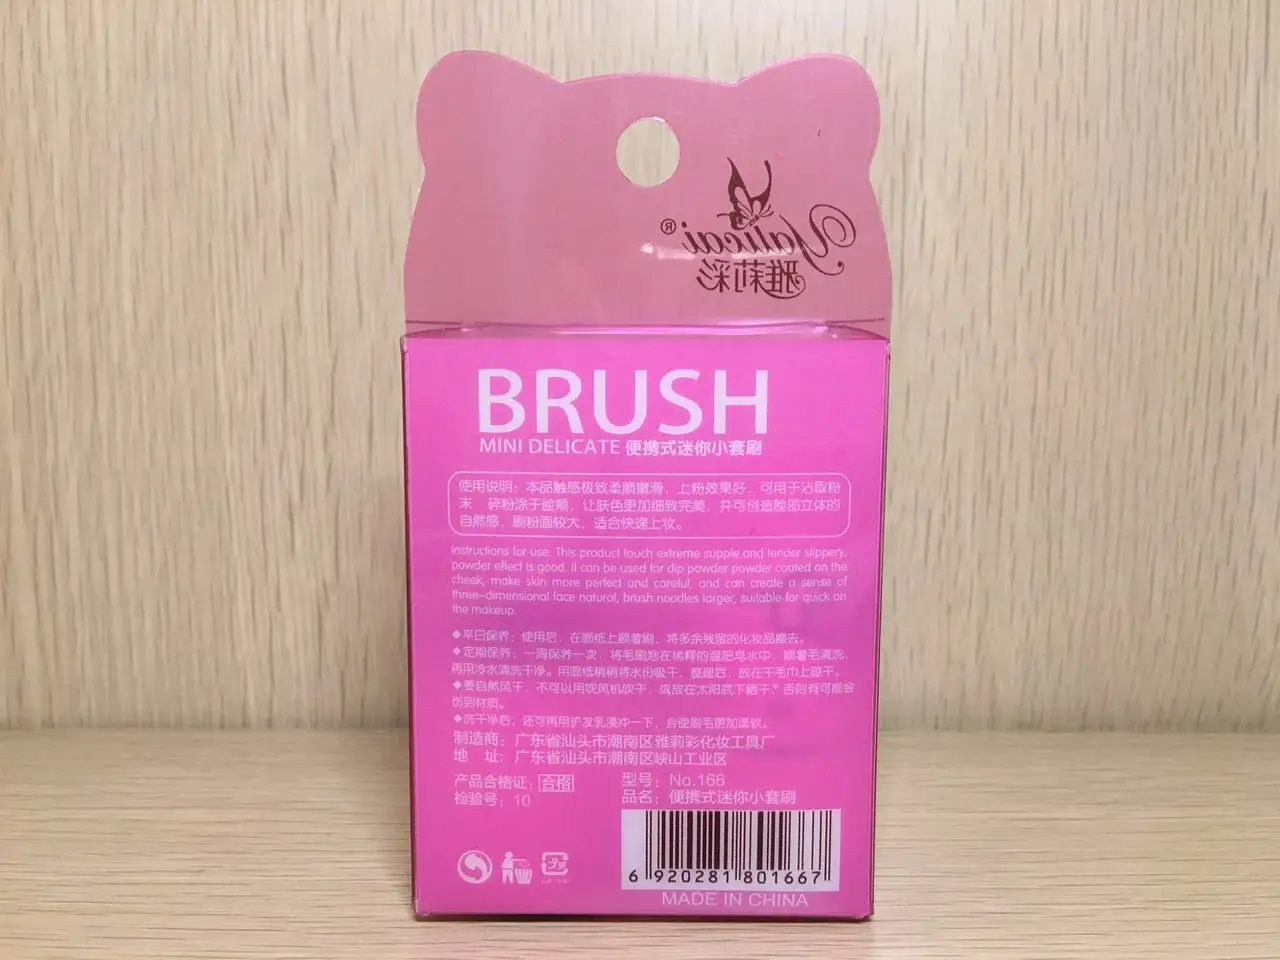 Yalicai®
雅莉彩
BRUSH
MINI DELICATE 便携式迷你小套刷
使用说明：本品触感极致柔顺嫩滑，上粉效果好，可用于沾取粉
末 碎粉涂于脸颊，让肤色更加细致完美，并可创造脸部立体的
自然感，刷粉面较大，适合快速上妆。
Instructions for use. This product touch extreme supple and tender slippery,
powder effect is good. It can be used for dip pawder powder coated on the
cheek, make skin more perfect and careful, and can create a sense of
three-dimensional face natural, brush noodles larger, suitable for quick on
the makeup.
◆平日保养：使用后，在面纸上顺着刷，将多余残留的化妆品擦去。
◆定期保养：一周保养一次，将毛刷泡在稀释的温肥皂水中，顺着毛清洗、
再用冷水清洗干净。用面纸稍稍将水份吸干，整理后，放在干毛巾上晾干。
◆要自然风干，不可以用吹风机吹干，或放在太阳底下晒干，否则有可能会
伤到材质。
◆洗干净后，还可再用护发乳浸冲一下，会使刷毛更加柔软。
制造商：广东省汕头市潮南区雅莉彩化妆工具厂
地 址：广东省汕头市潮南区峡山工业区
产品合格证：合格 型号：No.166
检验号：10 品名：便携式迷你小套刷
6 920281 801667
MADE IN CHINA